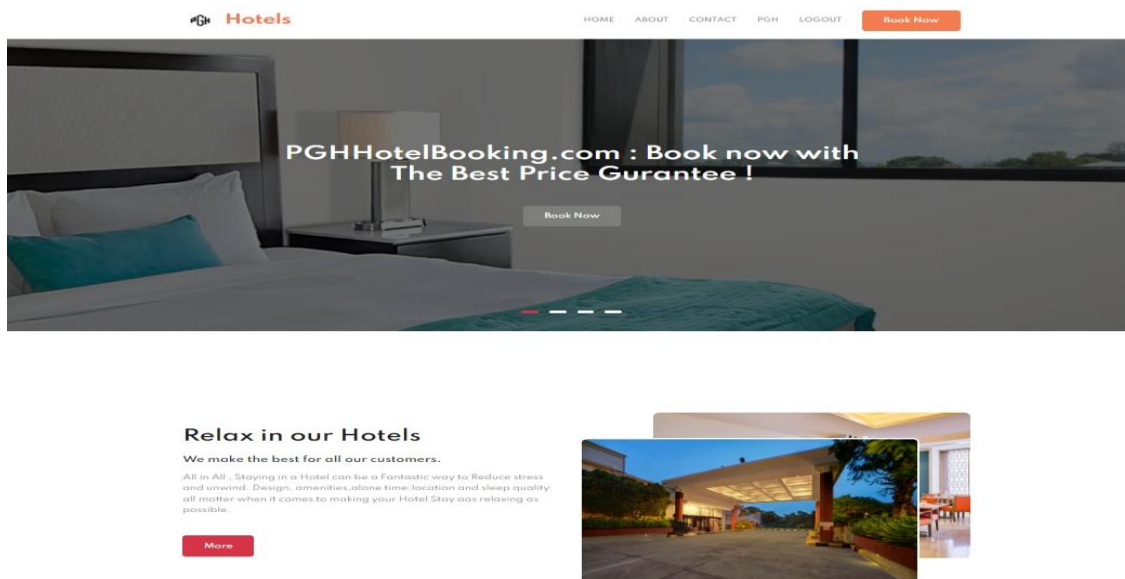 PGH Hotels
HOME ABOUT CONTACT PGH LOGOUT Book Now
PGHHotelBooking.com : Book now with
The Best Price Gurantee !
Book Now
Relax in our Hotels
We make the best for all our customers.
All in All , Staying in a Hotel can be a Fantastic way to Reduce stress
and unwind. Design, amenities,alone time,location and sleep quality
all matter when it comes to making your Hotel Stay aas relaxing as
possible.
More